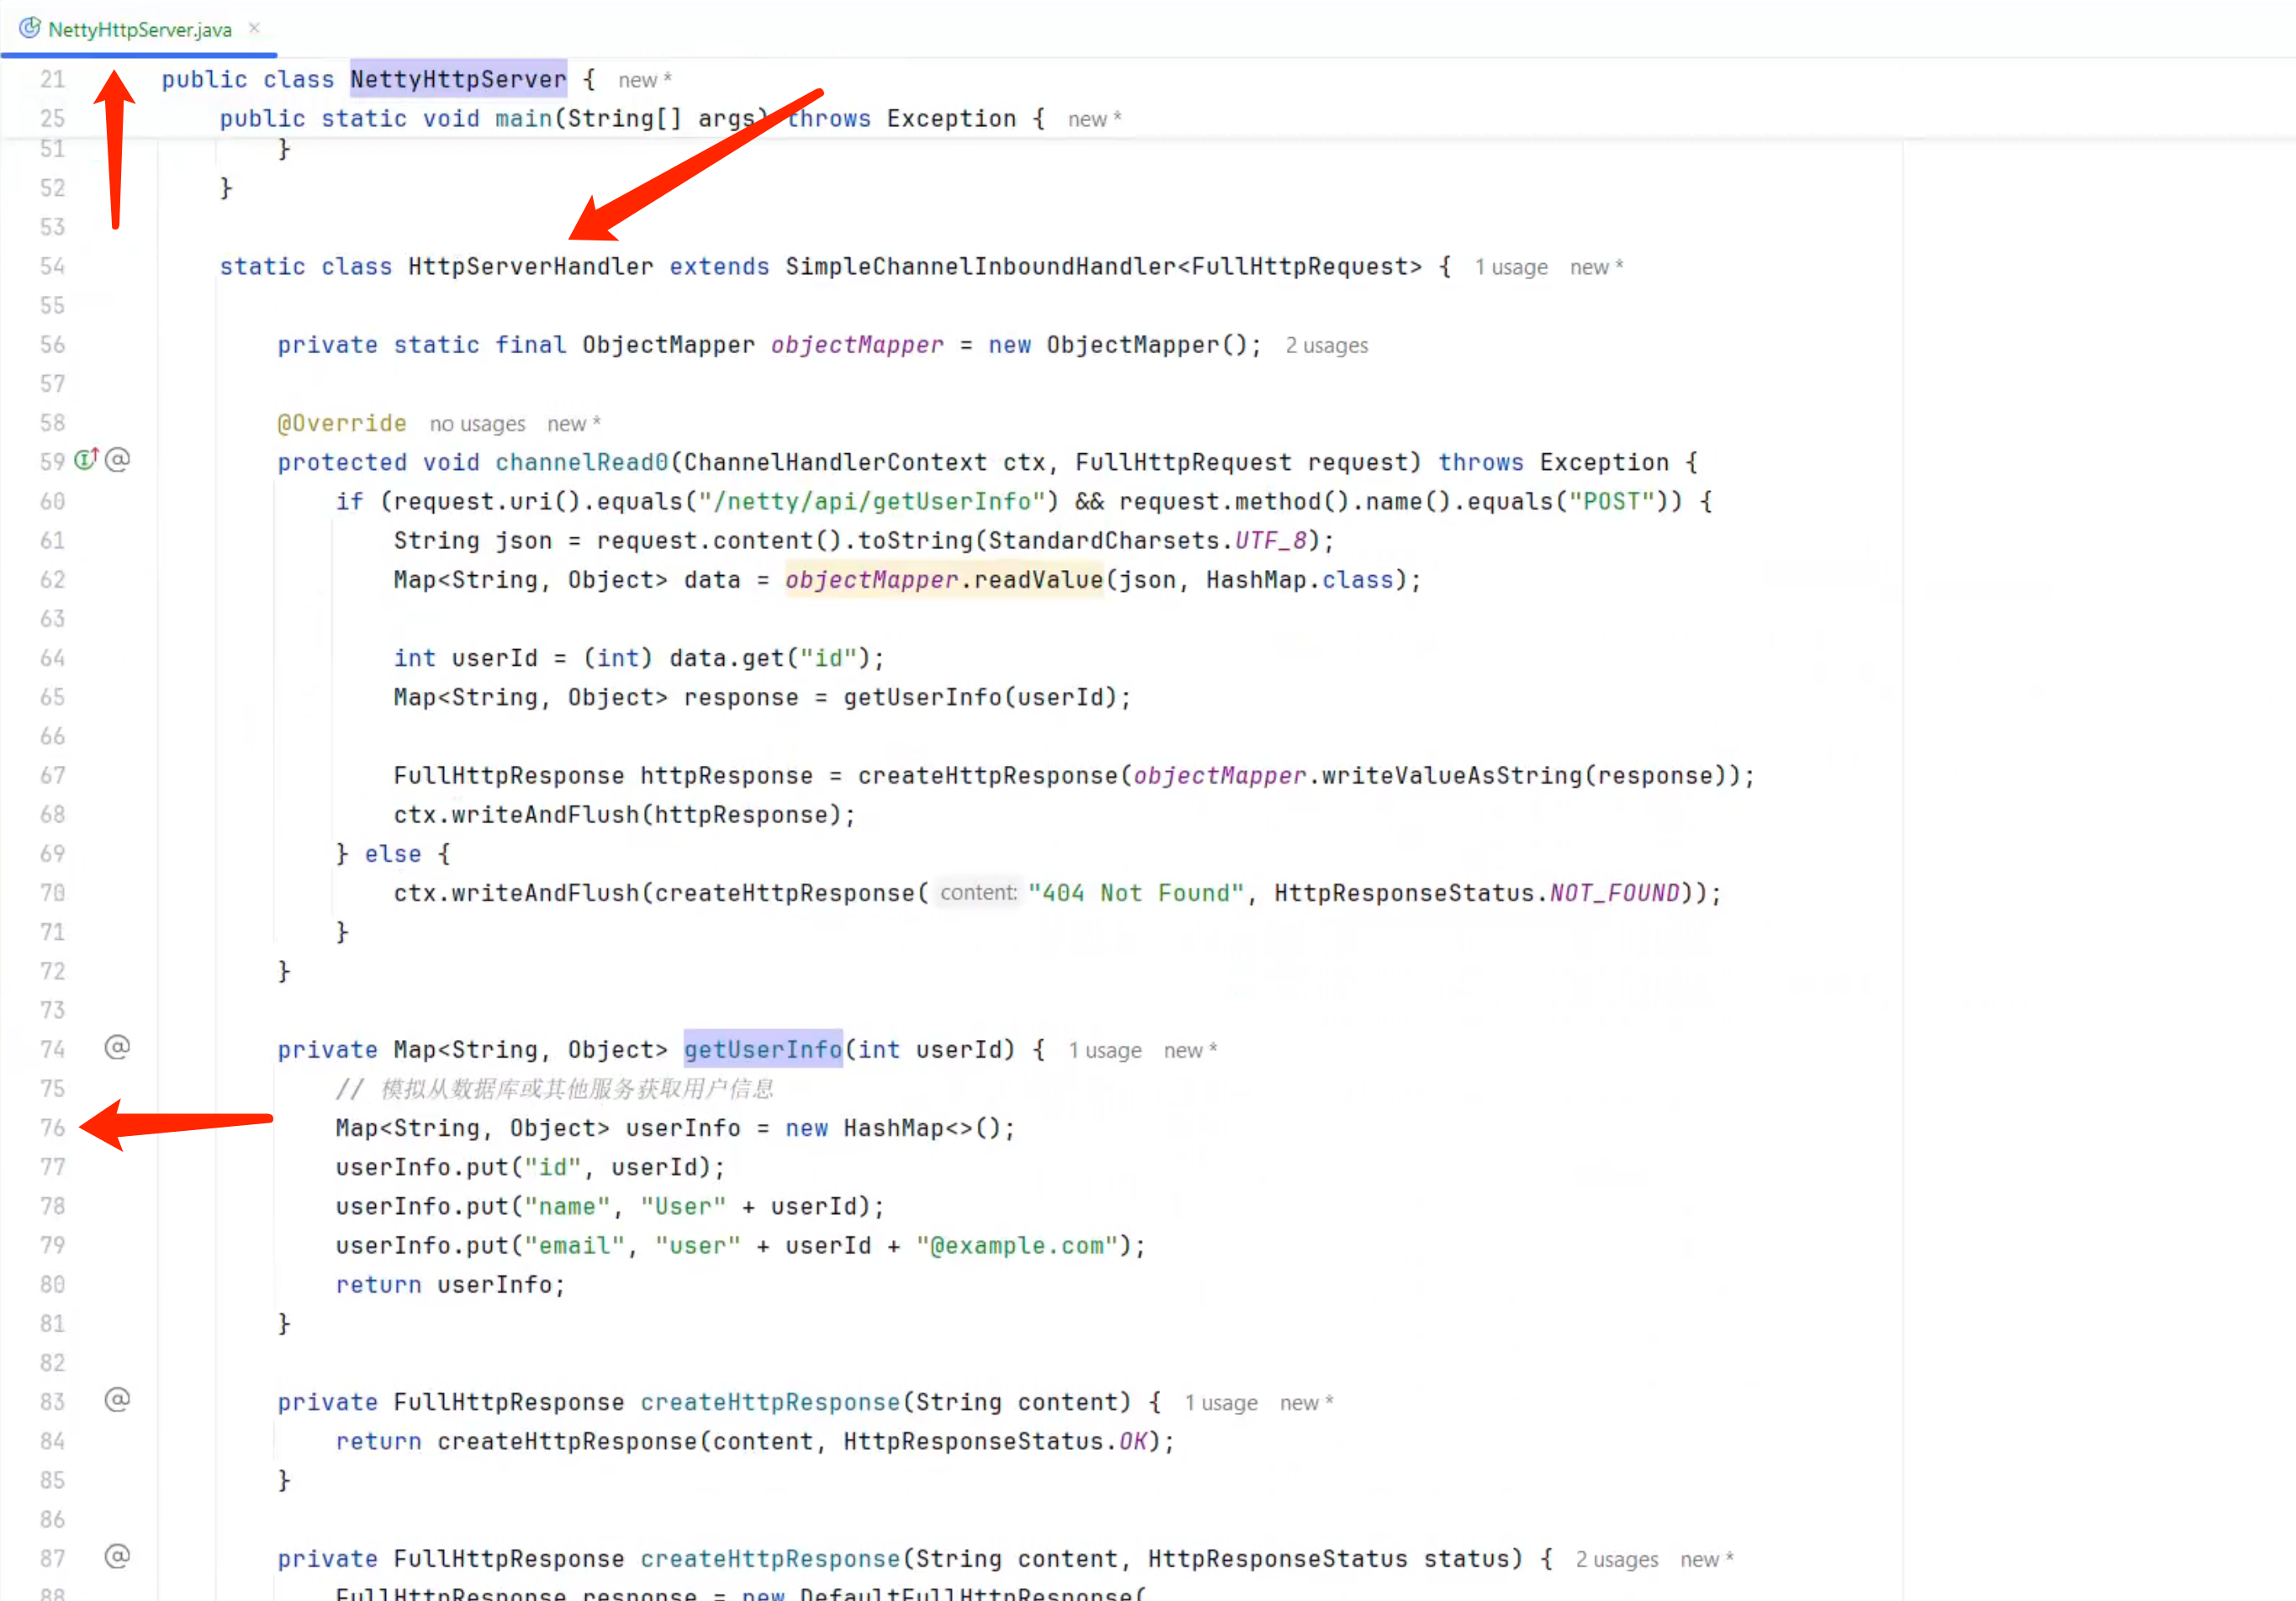 NettyHttpServer.java ×
21 public class NettyHttpServer { new *
25 public static void main(String[] args) throws Exception { new *
51 }
52 }
53
54 static class HttpServerHandler extends SimpleChannelInboundHandler<FullHttpRequest> { 1 usage new *
55
56 private static final ObjectMapper objectMapper = new ObjectMapper(); 2 usages
57
58 @Override no usages new *
59 protected void channelRead0(ChannelHandlerContext ctx, FullHttpRequest request) throws Exception {
60 if (request.uri().equals("/netty/api/getUserInfo") && request.method().name().equals("POST")) {
61 String json = request.content().toString(StandardCharsets.UTF_8);
62 Map<String, Object> data = objectMapper.readValue(json, HashMap.class);
63
64 int userId = (int) data.get("id");
65 Map<String, Object> response = getUserInfo(userId);
66
67 FullHttpResponse httpResponse = createHttpResponse(objectMapper.writeValueAsString(response));
68 ctx.writeAndFlush(httpResponse);
69 } else {
70 ctx.writeAndFlush(createHttpResponse( content: "404 Not Found", HttpResponseStatus.NOT_FOUND));
71 }
72 }
73
74 @ private Map<String, Object> getUserInfo(int userId) { 1 usage new *
75 // 模拟从数据库或其他服务获取用户信息
76 Map<String, Object> userInfo = new HashMap<>();
77 userInfo.put("id", userId);
78 userInfo.put("name", "User" + userId);
79 userInfo.put("email", "user" + userId + "@example.com");
80 return userInfo;
81 }
82
83 @ private FullHttpResponse createHttpResponse(String content) { 1 usage new *
84 return createHttpResponse(content, HttpResponseStatus.OK);
85 }
86
87 @ private FullHttpResponse createHttpResponse(String content, HttpResponseStatus status) { 2 usages new *
88 FullHttpResponse response = new DefaultFullHttpResponse(